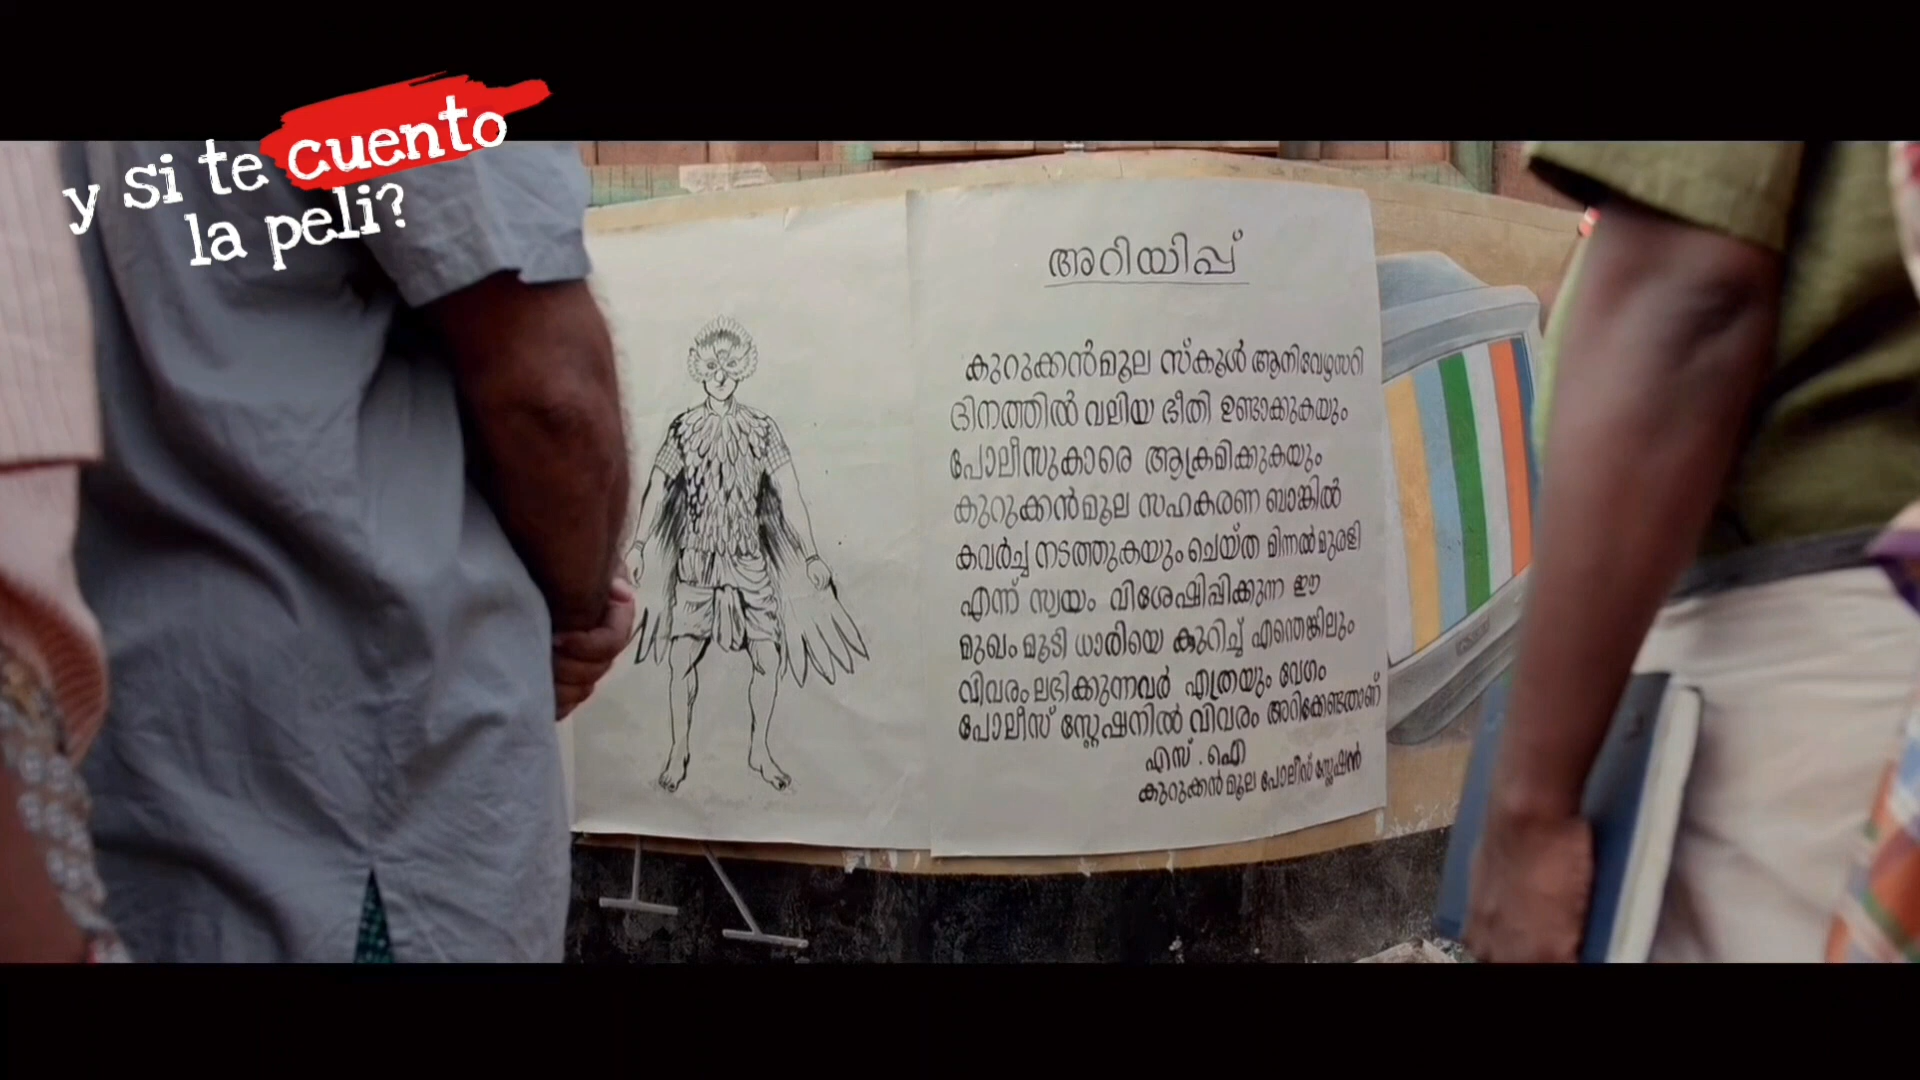 y si te cuento
la peli?
അറിയിപ്പ്
കുറുക്കൻമൂല സ്കൂൾ ആനിവേഴ്സറി
ദിനത്തിൽ വലിയ ഭീതി ഉണ്ടാക്കുകയും
പോലീസുകാരെ ആക്രമിക്കുകയും
കുറുക്കൻമൂല സഹകരണ ബാങ്കിൽ
കവർച്ച നടത്തുകയും ചെയ്ത മിന്നൽ മുരളി
എന്ന് സ്വയം വിശേഷിപ്പിക്കുന്ന ഈ
മുഖം മൂടി ധാരിയെ കുറിച്ച് എന്തെങ്കിലും
വിവരം ലഭിക്കുന്നവർ എത്രയും വേഗം
പോലീസ് സ്റ്റേഷനിൽ വിവരം അറിക്കേണ്ടതാണ്
എസ്.ഐ
കുറുക്കൻമൂല പോലീസ് സ്റ്റേഷൻ